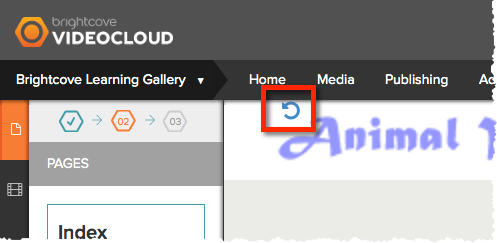 brightcove
VIDEOCLOUD
Brightcove Learning Gallery ▼ Home Media Publishing
02 03
Animal
PAGES
Index